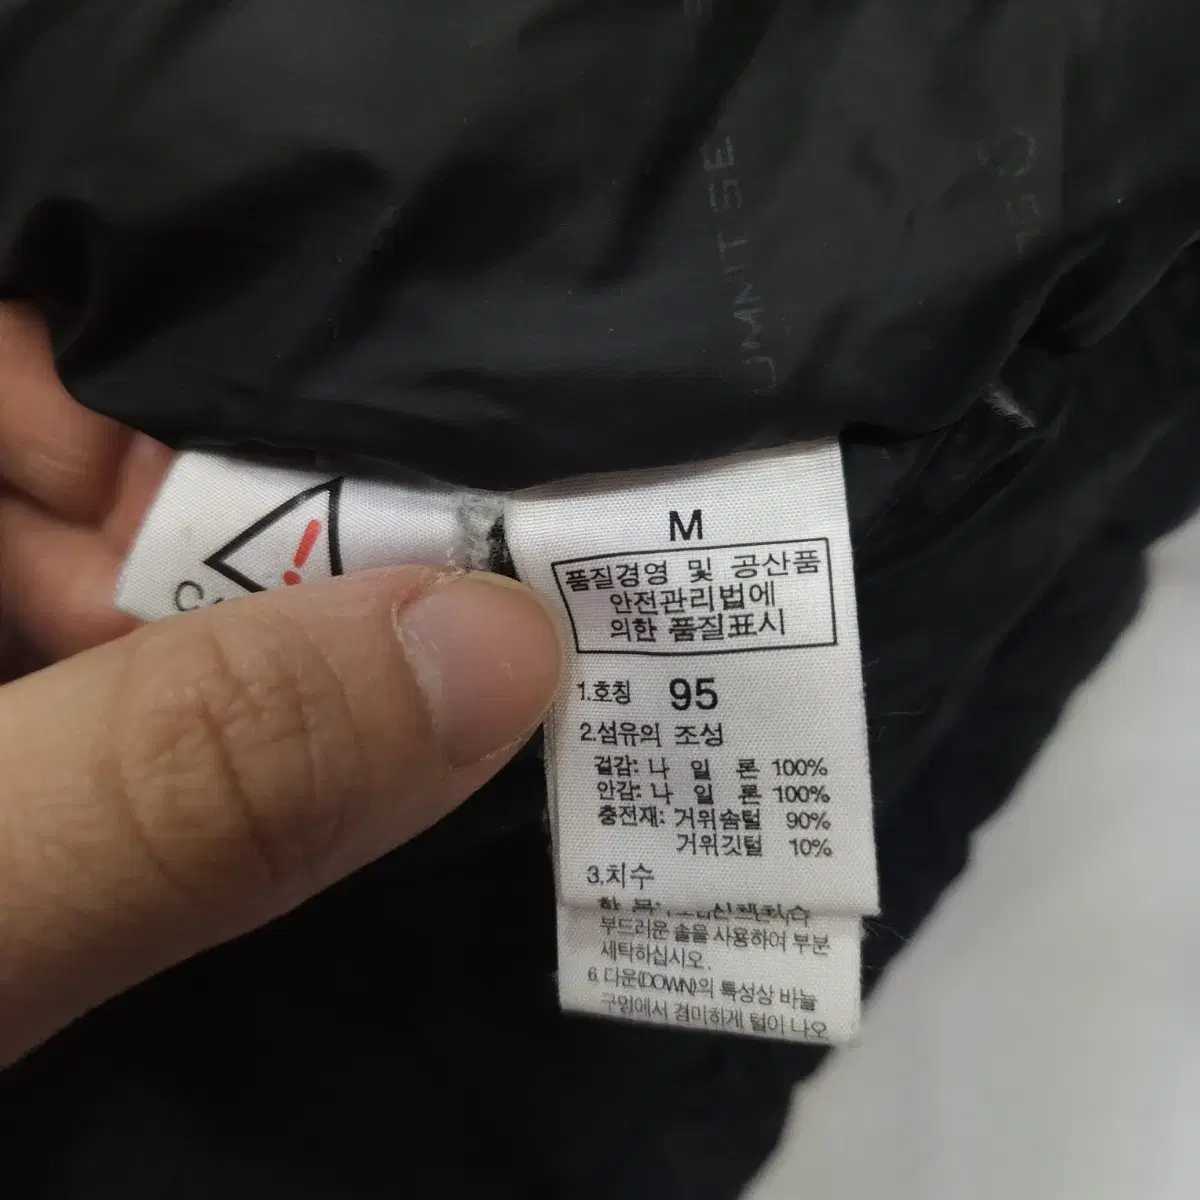 M
품질경영 및 공산품
안전관리법에
의한 품질표시
1.호칭 95
2.섬유의 조성
겉감: 나 일 론 100%
안감: 나 일 론 100%
충전재: 거위솜털 90%
거위깃털 10%
3.치수
부드러운 솔을 사용하여 부분
세탁하십시오.
6. 다운(DOWN)의 특성상 바늘
구멍에서 경미하게 털이 나오